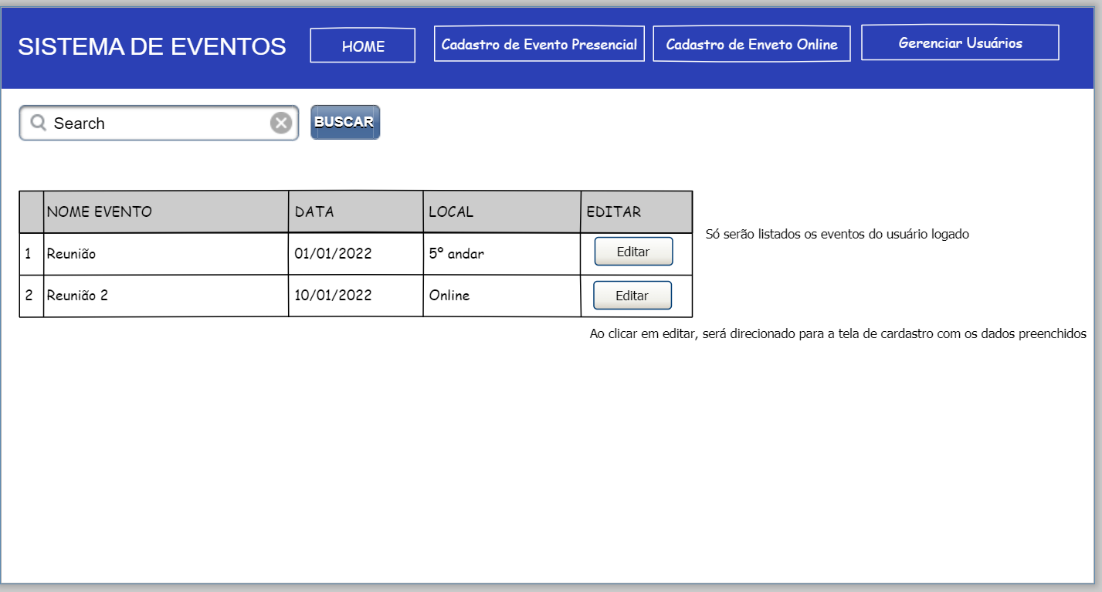 SISTEMA DE EVENTOS HOME Cadastro de Evento Presencial Cadastro de Enveto Online Gerenciar Usuários
Search BUSCAR
NOME EVENTO DATA LOCAL EDITAR
Só serão listados os eventos do usuário logado
1 Reunião 01/01/2022 5º andar Editar
2 Reunião 2 10/01/2022 Online Editar
Ao clicar em editar, será direcionado para a tela de cardastro com os dados preenchidos